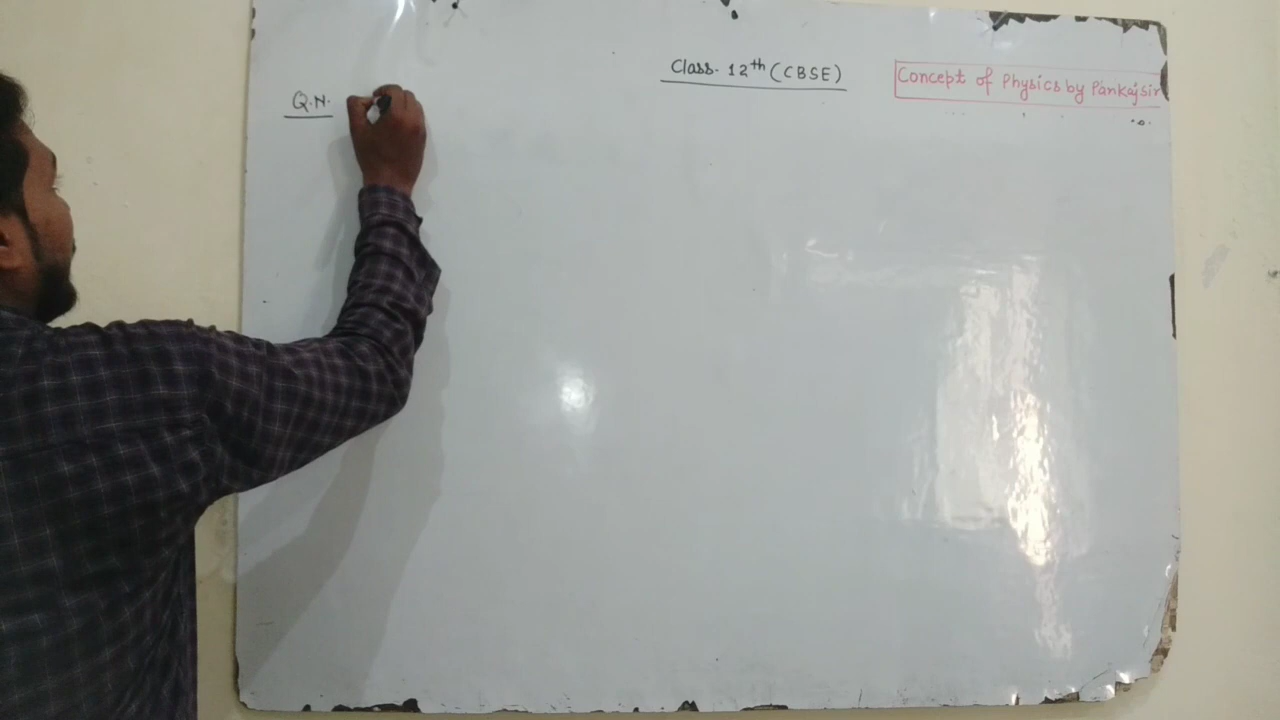 Class. 12th (CBSE)
Concept of Physics by Pankaj Sir
Q.N.